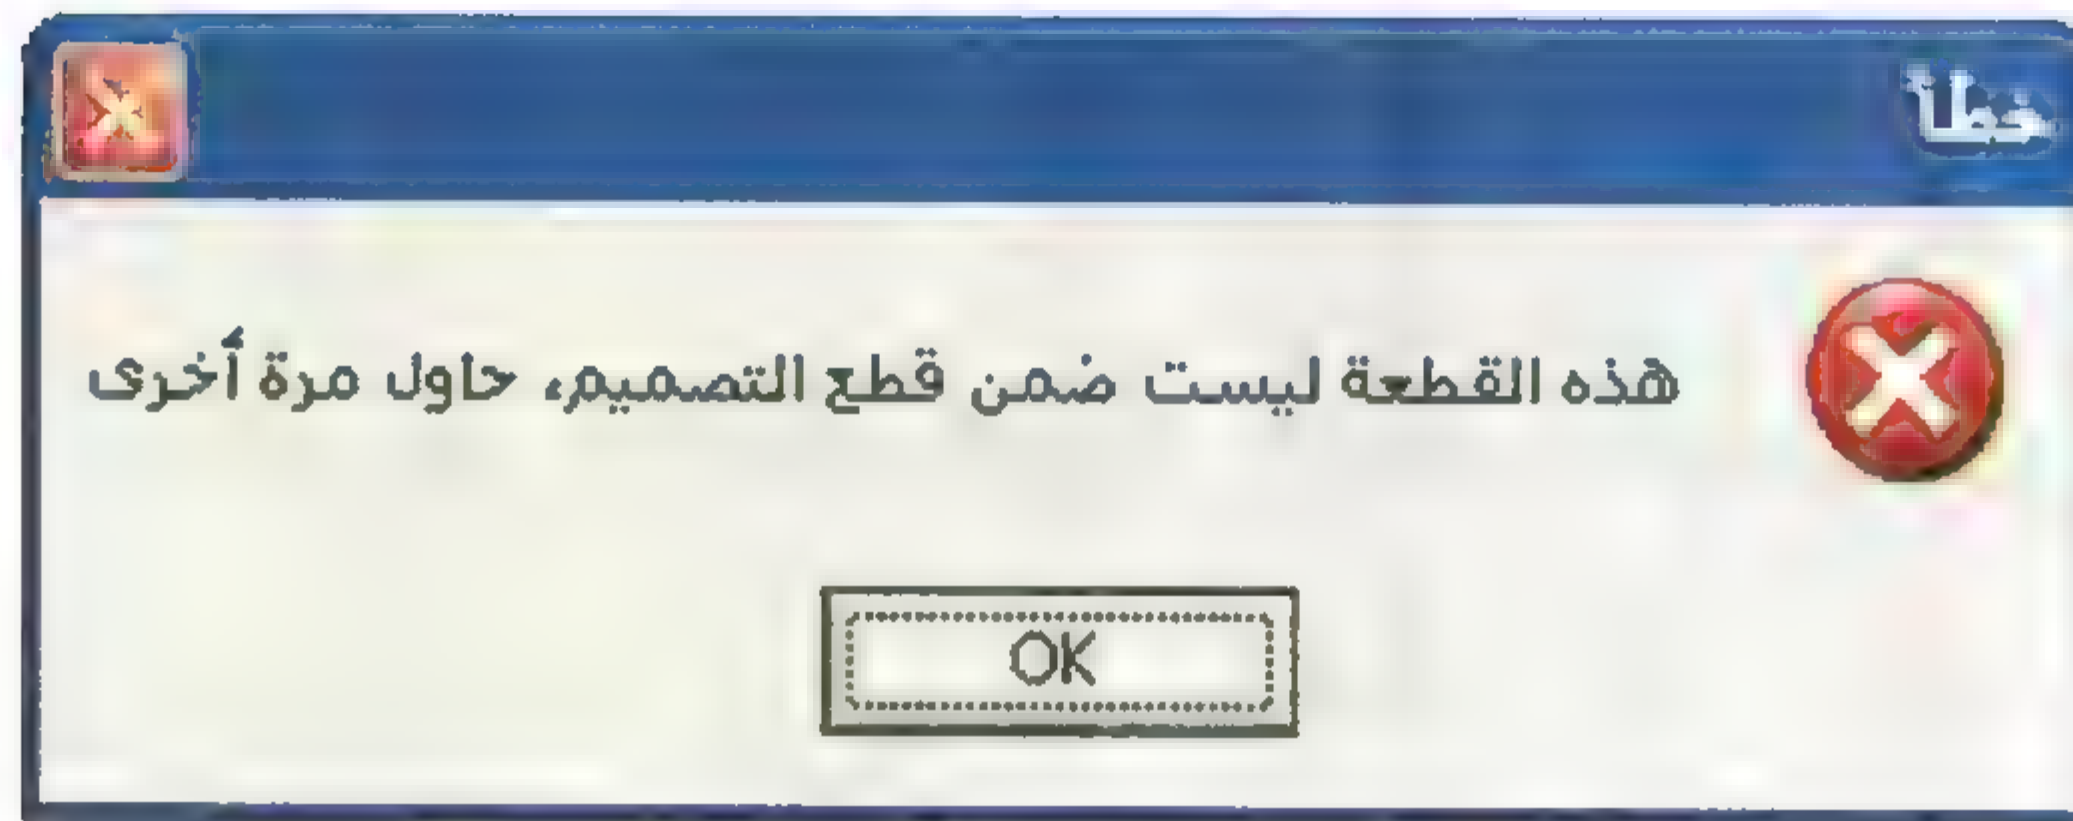 خطأ
هذه القطعة ليست ضمن قطع التصميم، حاول مرة أخرى
OK